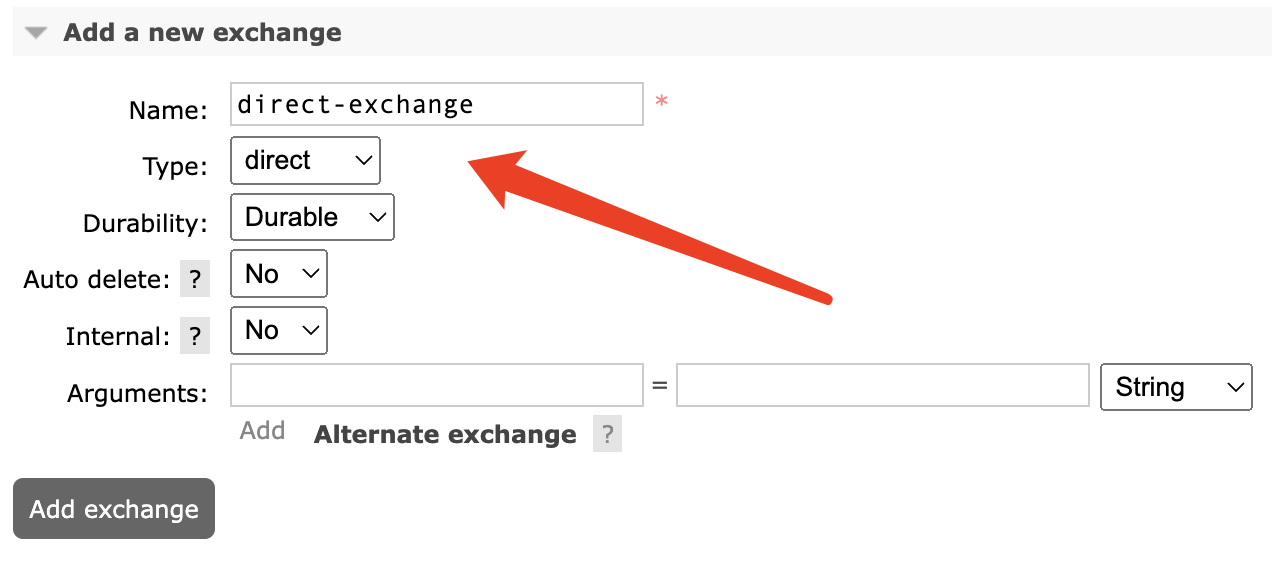 Add a new exchange
Name: direct-exchange *
Type: direct
Durability: Durable
Auto delete: ? No
Internal: ? No
Arguments: = String
Add Alternate exchange ?
Add exchange